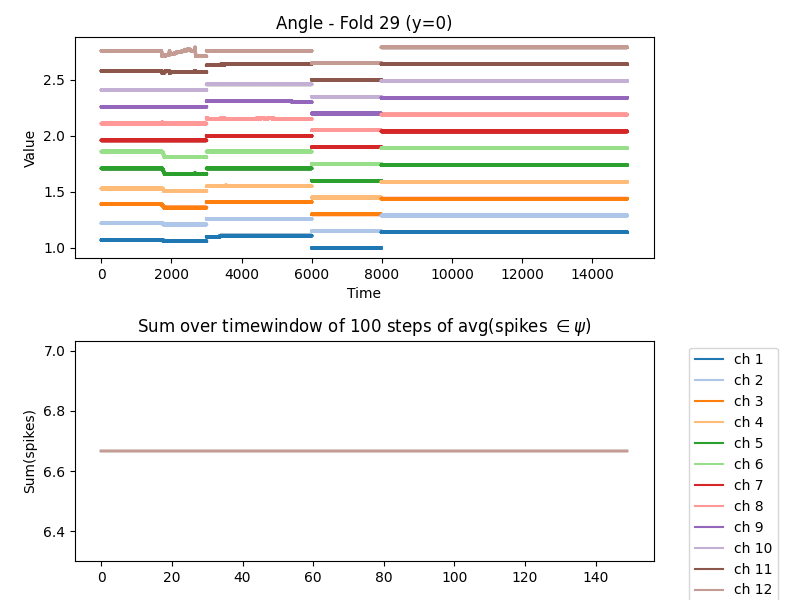 Angle - Fold 29 (y=0)
Value
2.5
2.0
1.5
1.0
0 2000 4000 6000 8000 10000 12000 14000
Time
Sum over timewindow of 100 steps of avg(spikes ∈ ψ)
Sum(spikes)
7.0
6.8
6.6
6.4
0 20 40 60 80 100 120 140
ch 1
ch 2
ch 3
ch 4
ch 5
ch 6
ch 7
ch 8
ch 9
ch 10
ch 11
ch 12